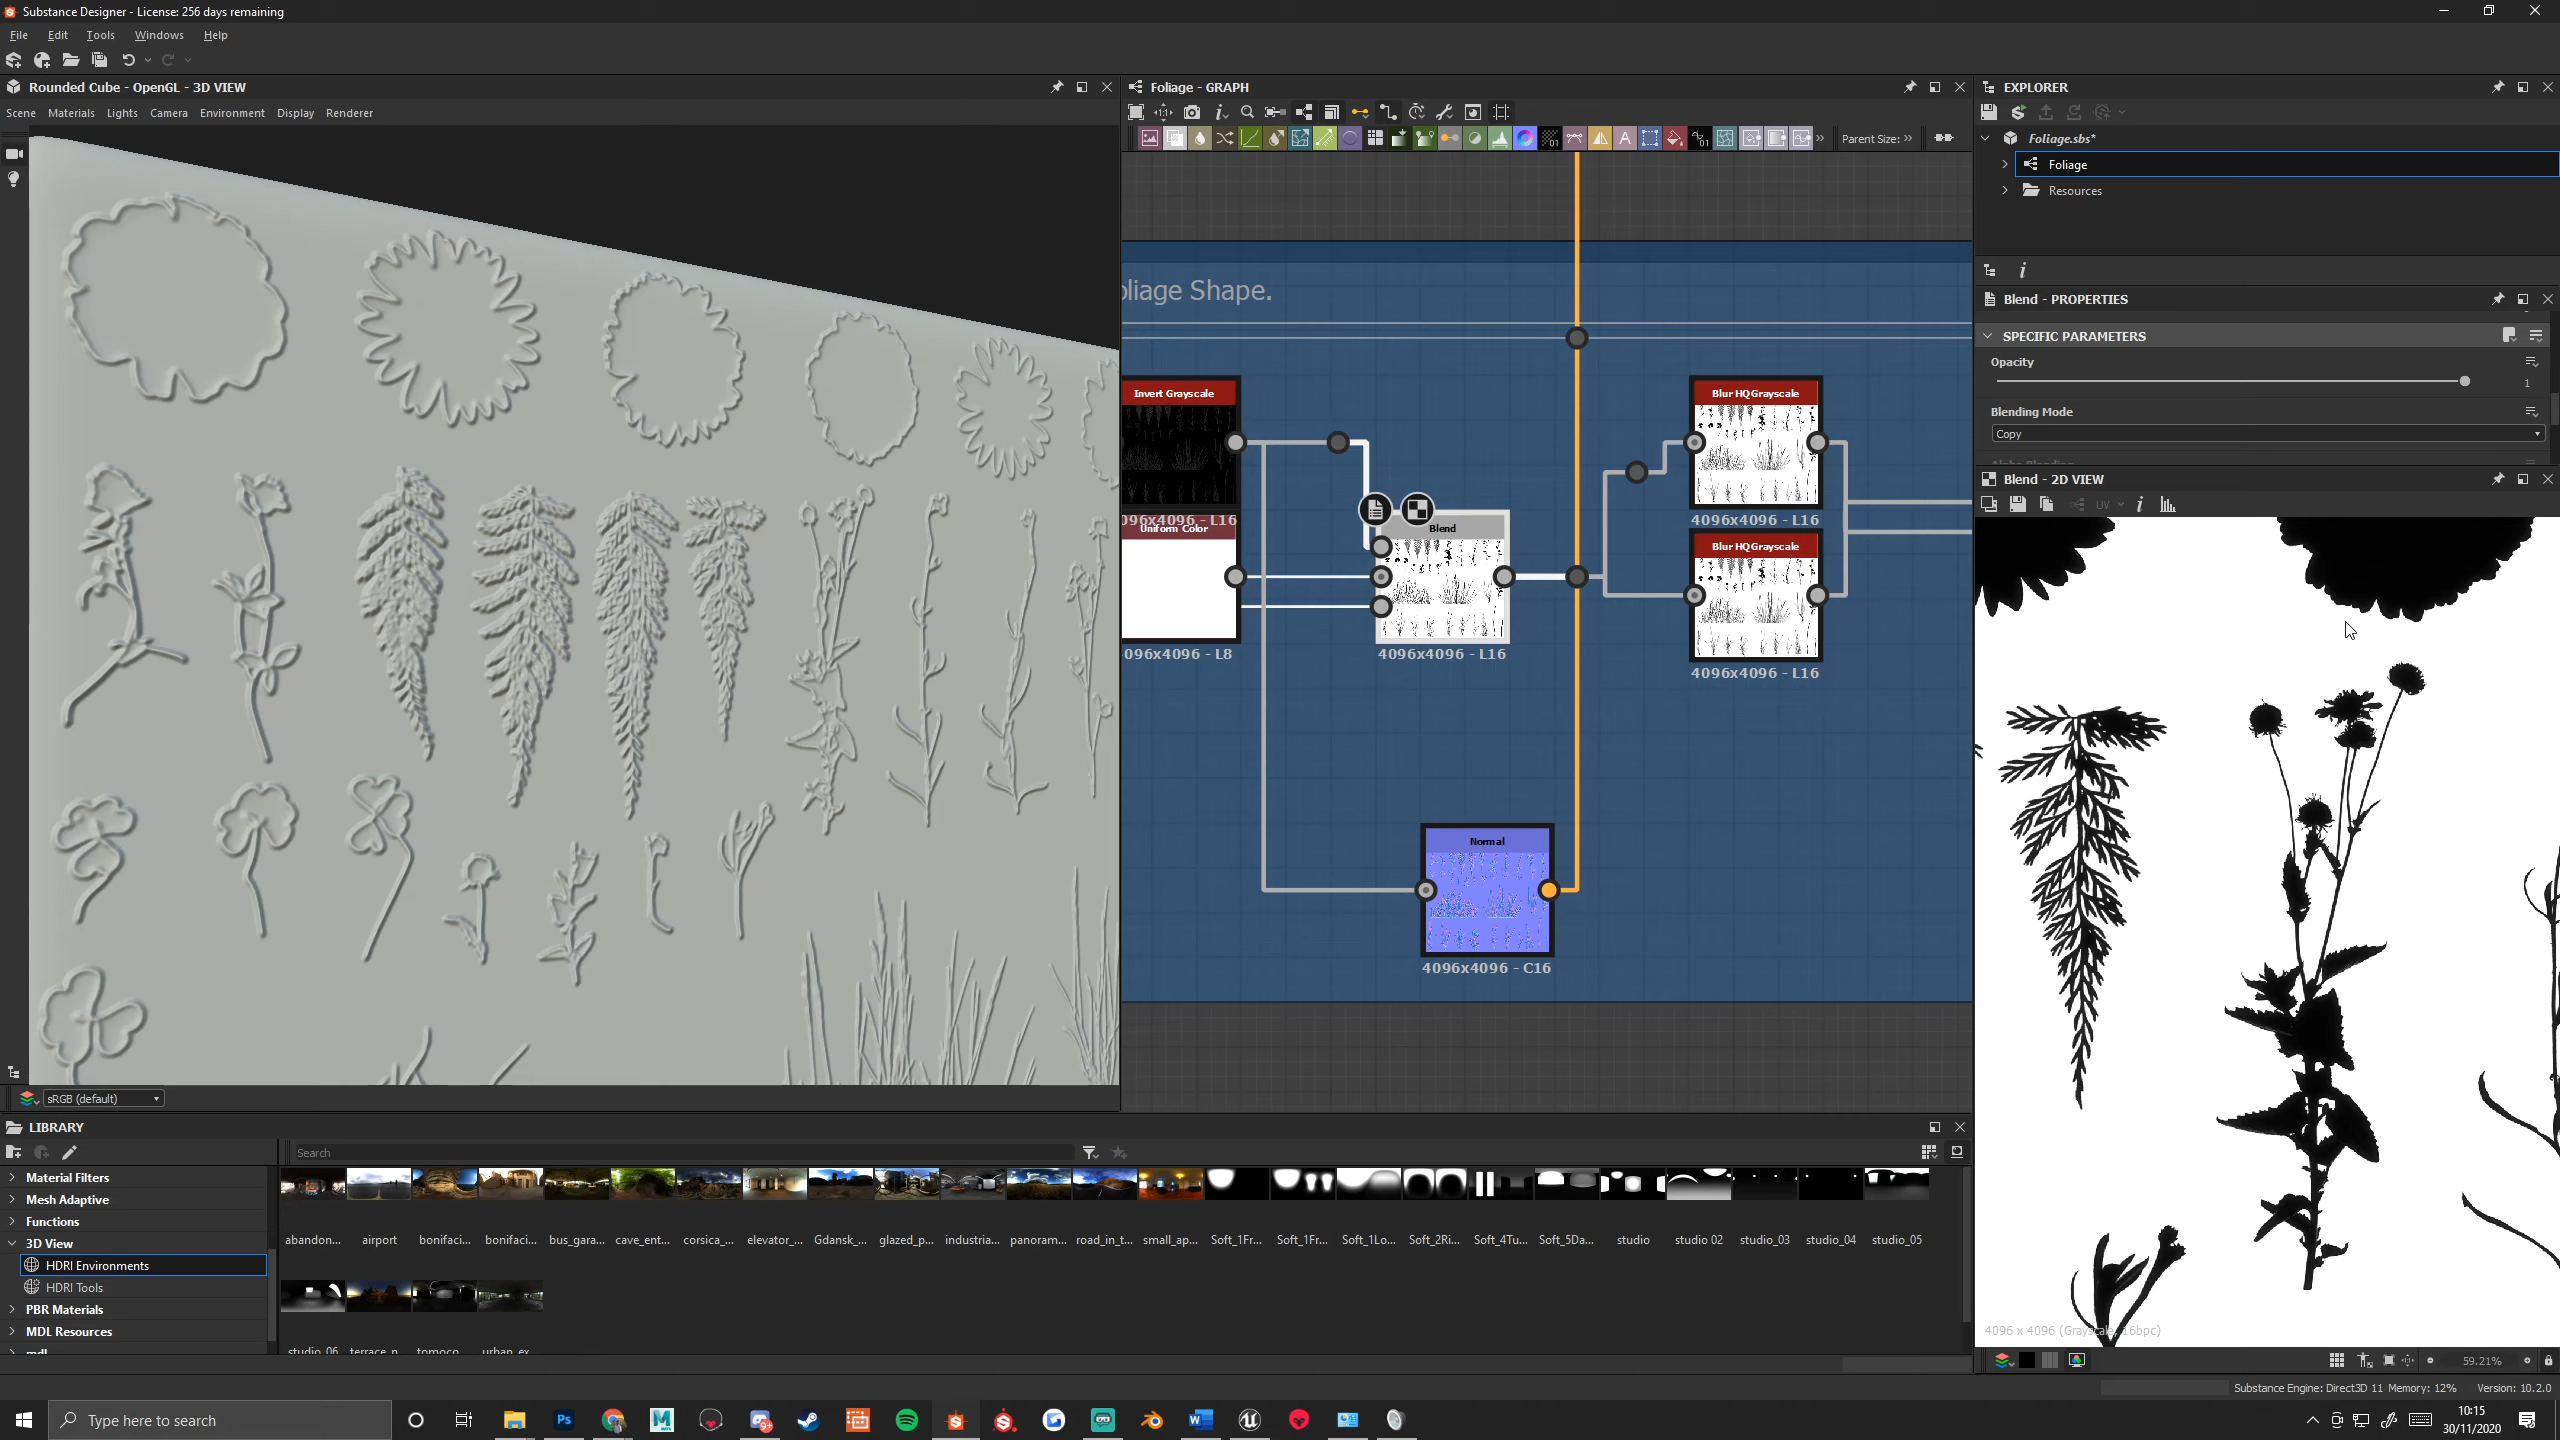 Substance Designer - License: 256 days remaining
File Edit Tools Windows Help
Rounded Cube - OpenGL - 3D VIEW
Scene Materials Lights Camera Environment Display Renderer
sRGB (default)
Foliage - GRAPH
Parent Size: »
oliage Shape.
Invert Grayscale
096x4096 - L16
Uniform Color
096x4096 - L8
Blend
4096x4096 - L16
Blur HQ Grayscale
4096x4096 - L16
Blur HQ Grayscale
4096x4096 - L16
Normal
4096x4096 - C16
EXPLORER
Foliage.sbs*
Foliage
Resources
Blend - PROPERTIES
SPECIFIC PARAMETERS
Opacity
1
Blending Mode
Copy
Blend - 2D VIEW
UV
4096 x 4096 (Grayscale, 16bpc)
59.21%
LIBRARY
Search
Material Filters
Mesh Adaptive
Functions
3D View
HDRI Environments
HDRI Tools
PBR Materials
MDL Resources
mdl
abandon... airport bonifaci... bonifaci... bus_gara... cave_ent... corsica_... elevator_... Gdansk_... glazed_p... industria... panoram... road_in_t... small_ap... Soft_1Fr... Soft_1Fr... Soft_1Lo... Soft_2Ri... Soft_4Tu... Soft_5Da... studio studio 02 studio_03 studio_04 studio_05
studio_06 terrace_n... tomoco... urban_ex...
Substance Engine: Direct3D 11 Memory: 12% Version: 10.2.0
Type here to search
10:15
30/11/2020